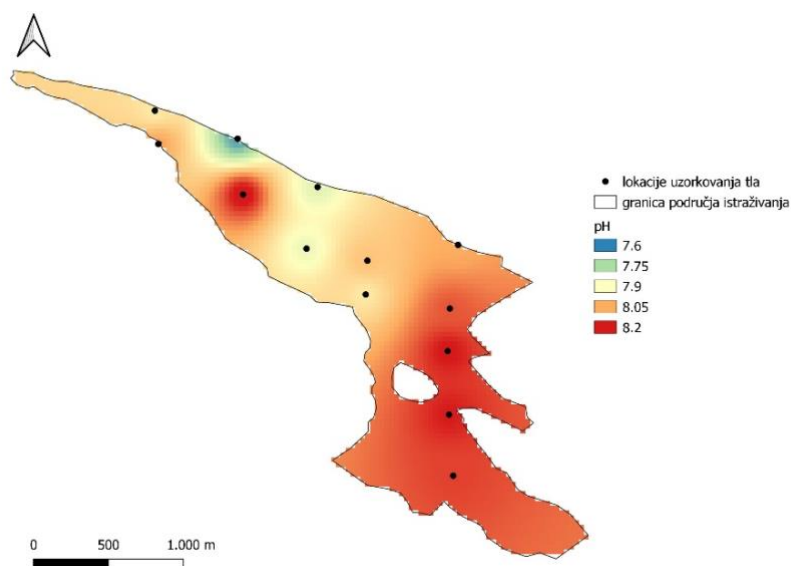 lokacije uzorkovanja tla
granica područja istraživanja
pH
7.6
7.75
7.9
8.05
8.2
0 500 1.000 m